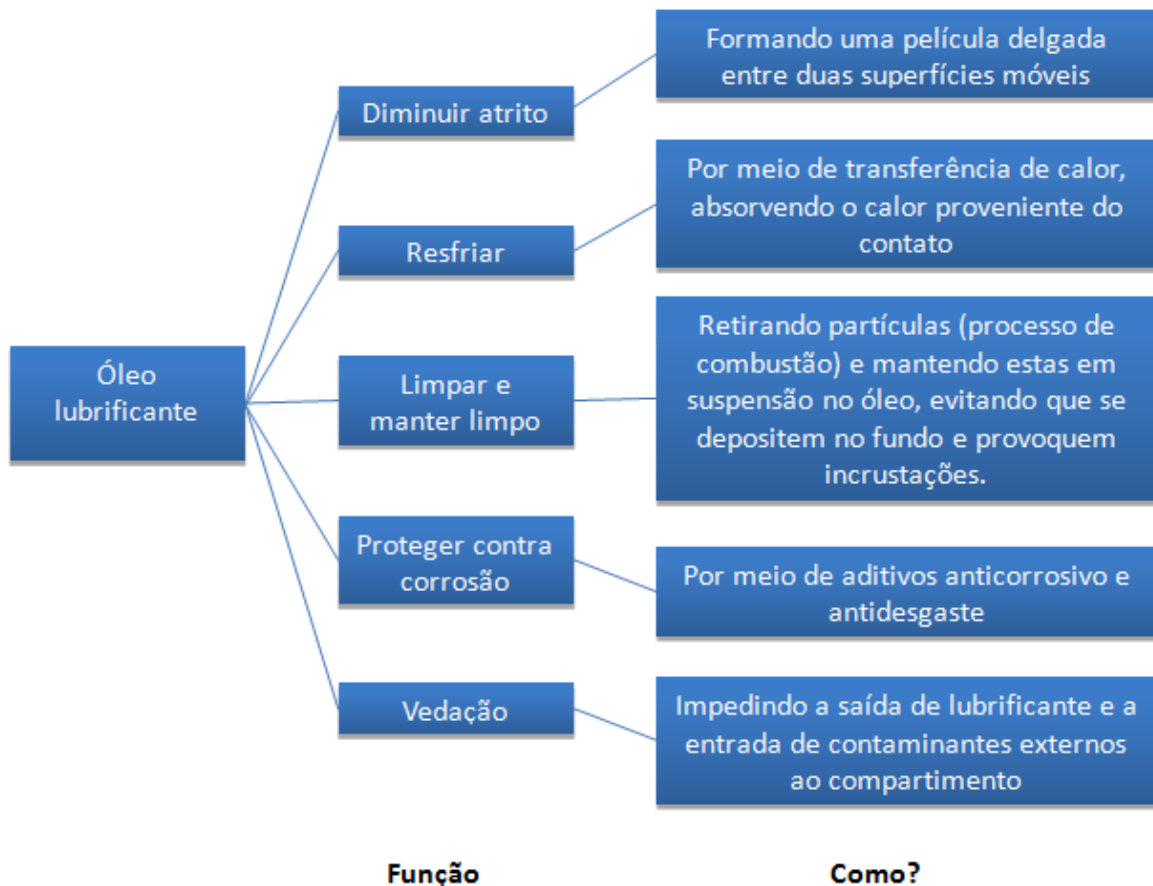 Óleo
lubrificante
Diminuir atrito
Formando uma película delgada
entre duas superfícies móveis
Resfriar
Por meio de transferência de calor,
absorvendo o calor proveniente do
contato
Limpar e
manter limpo
Retirando partículas (processo de
combustão) e mantendo estas em
suspensão no óleo, evitando que se
depositem no fundo e provoquem
incrustações.
Proteger contra
corrosão
Por meio de aditivos anticorrosivo e
antidesgaste
Vedação
Impedindo a saída de lubrificante e a
entrada de contaminantes externos
ao compartimento
Função
Como?